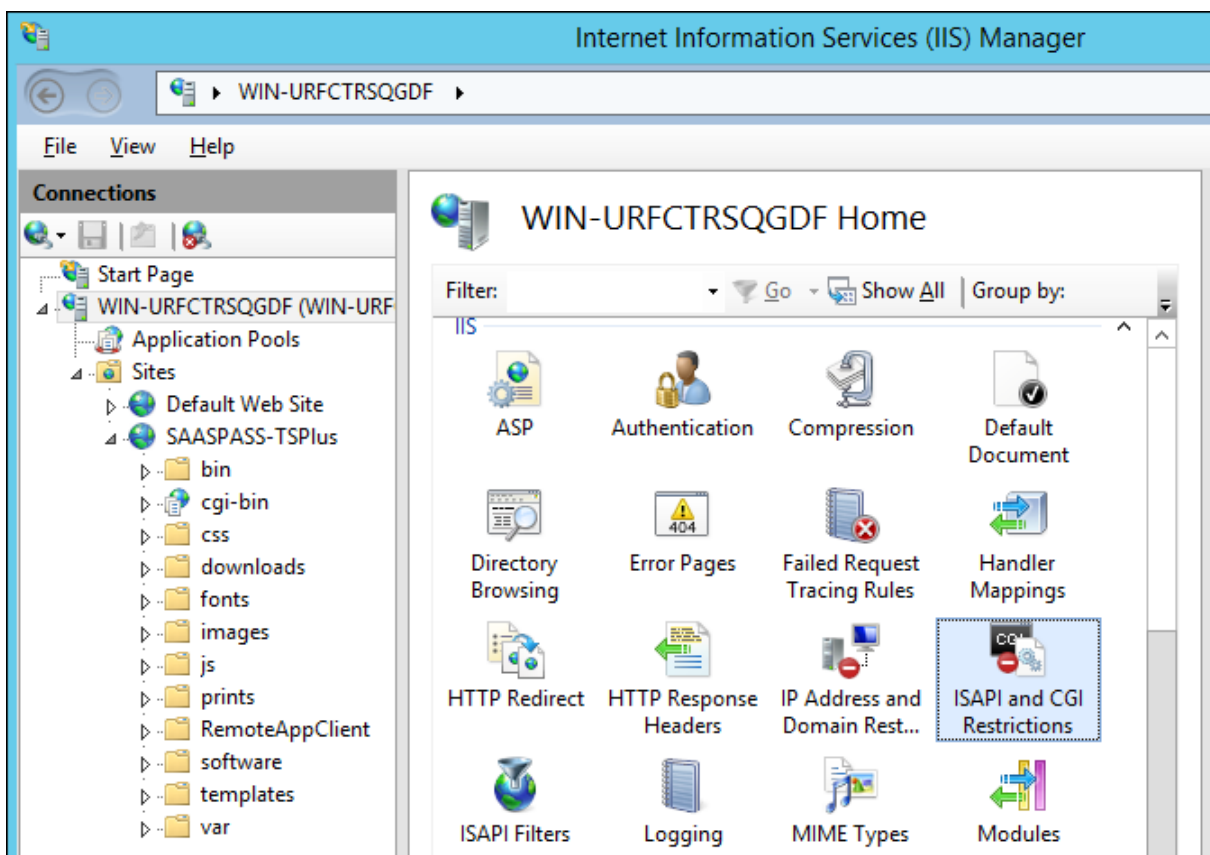 Internet Information Services (IIS) Manager
WIN-URFCTRSQGDF
File View Help
Connections
Start Page
WIN-URFCTRSQGDF (WIN-URF
Application Pools
Sites
Default Web Site
SAASPASS-TSPlus
bin
cgi-bin
css
downloads
fonts
images
js
prints
RemoteAppClient
software
templates
var
WIN-URFCTRSQGDF Home
Filter: Go Show All Group by:
IIS
ASP
Authentication
Compression
Default
Document
Directory
Browsing
404
Error Pages
Failed Request
Tracing Rules
Handler
Mappings
HTTP Redirect
HTTP Response
Headers
IP Address and
Domain Rest...
CGI
ISAPI and CGI
Restrictions
ISAPI Filters
Logging
MIME Types
Modules